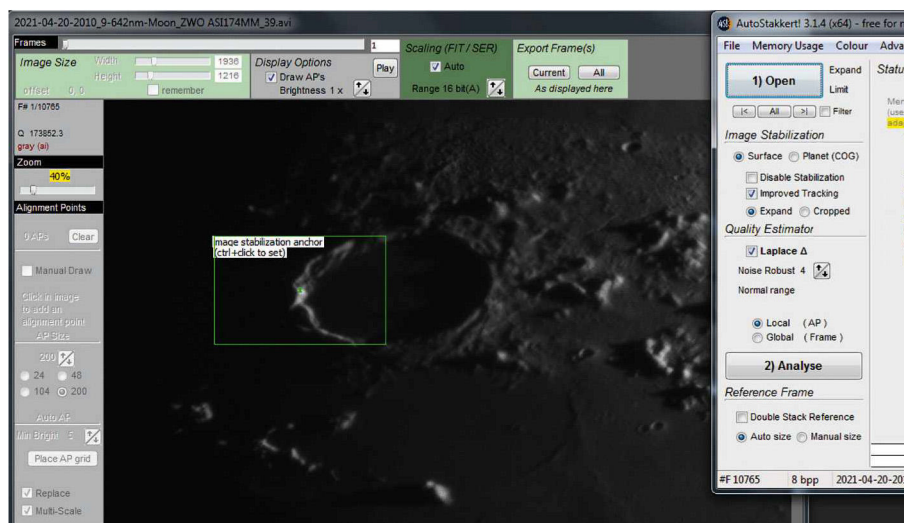 2021-04-20-2010_9-642nm-Moon_ZWO ASI174MM_39.avi
Frames
1
Image Size
Width 1936
Height 1216
offset 0, 0
remember
Display Options
Draw AP's
Brightness 1 x
Play
Scaling (FIT / SER)
Auto
Range 16 bit(A)
Export Frame(s)
Current All
As displayed here
F# 1/10765
Q 173852.3
gray (ai)
Zoom
40%
Alignment Points
0 APs Clear
Manual Draw
Click in image
to add an
alignment point
AP Size
200
24 48
104 200
Auto AP
Min Bright 5
Place AP grid
Replace
Multi-Scale
mage stabilization anchor
(ctrl+click to set)
AS! AutoStakkert! 3.1.4 (x64) - free for n
File Memory Usage Colour Adva
1) Open
Expand
Limit
|< All >| Filter
Statu
Mem
(use
adap
Image Stabilization
Surface Planet (COG)
Disable Stabilization
Improved Tracking
Expand Cropped
Quality Estimator
Laplace Δ
Noise Robust 4
Normal range
Local (AP)
Global (Frame)
2) Analyse
Reference Frame
Double Stack Reference
Auto size Manual size
#F 10765 8 bpp 2021-04-20-20